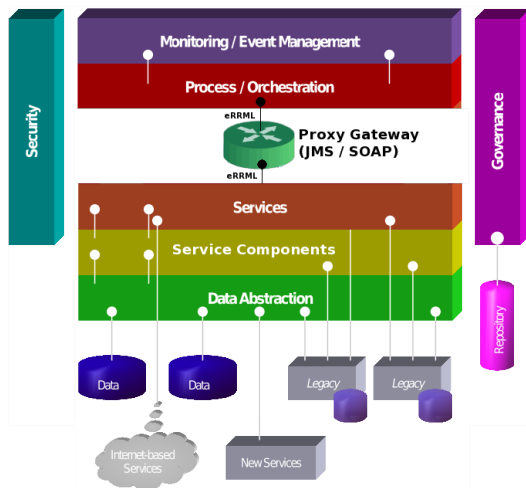 Monitoring / Event Management
Process / Orchestration
Security
Governance
eRRML
Proxy Gateway
(JMS / SOAP)
eRRML
Services
Service Components
Data Abstraction
Repository
Data
Data
Legacy
Legacy
Internet-based
Services
New Services